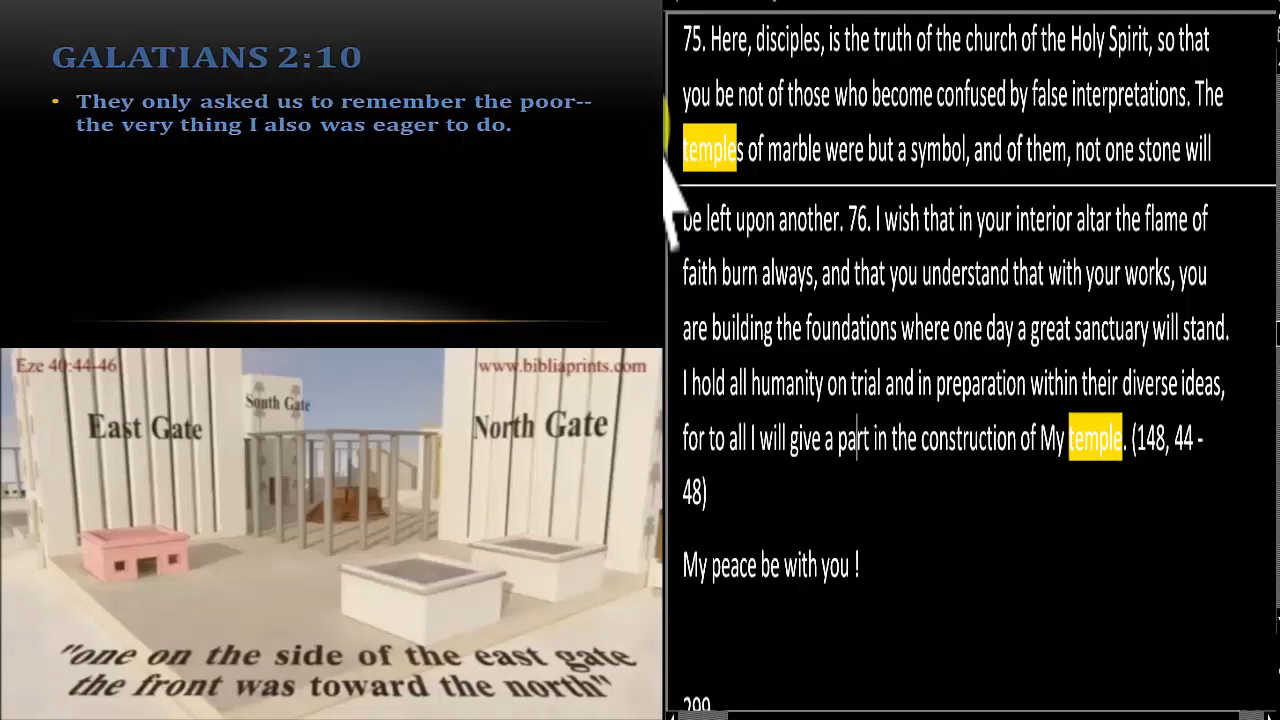 GALATIANS 2:10
• They only asked us to remember the poor--
the very thing I also was eager to do.
Eze 40:44-46
www.bibliaprints.com
South Gate
East Gate
North Gate
"one on the side of the east gate
the front was toward the north"
75. Here, disciples, is the truth of the church of the Holy Spirit, so that
you be not of those who become confused by false interpretations. The
temples of marble were but a symbol, and of them, not one stone will
be left upon another. 76. I wish that in your interior altar the flame of
faith burn always, and that you understand that with your works, you
are building the foundations where one day a great sanctuary will stand.
I hold all humanity on trial and in preparation within their diverse ideas,
for to all I will give a part in the construction of My temple. (148, 44 -
48)
My peace be with you !
299